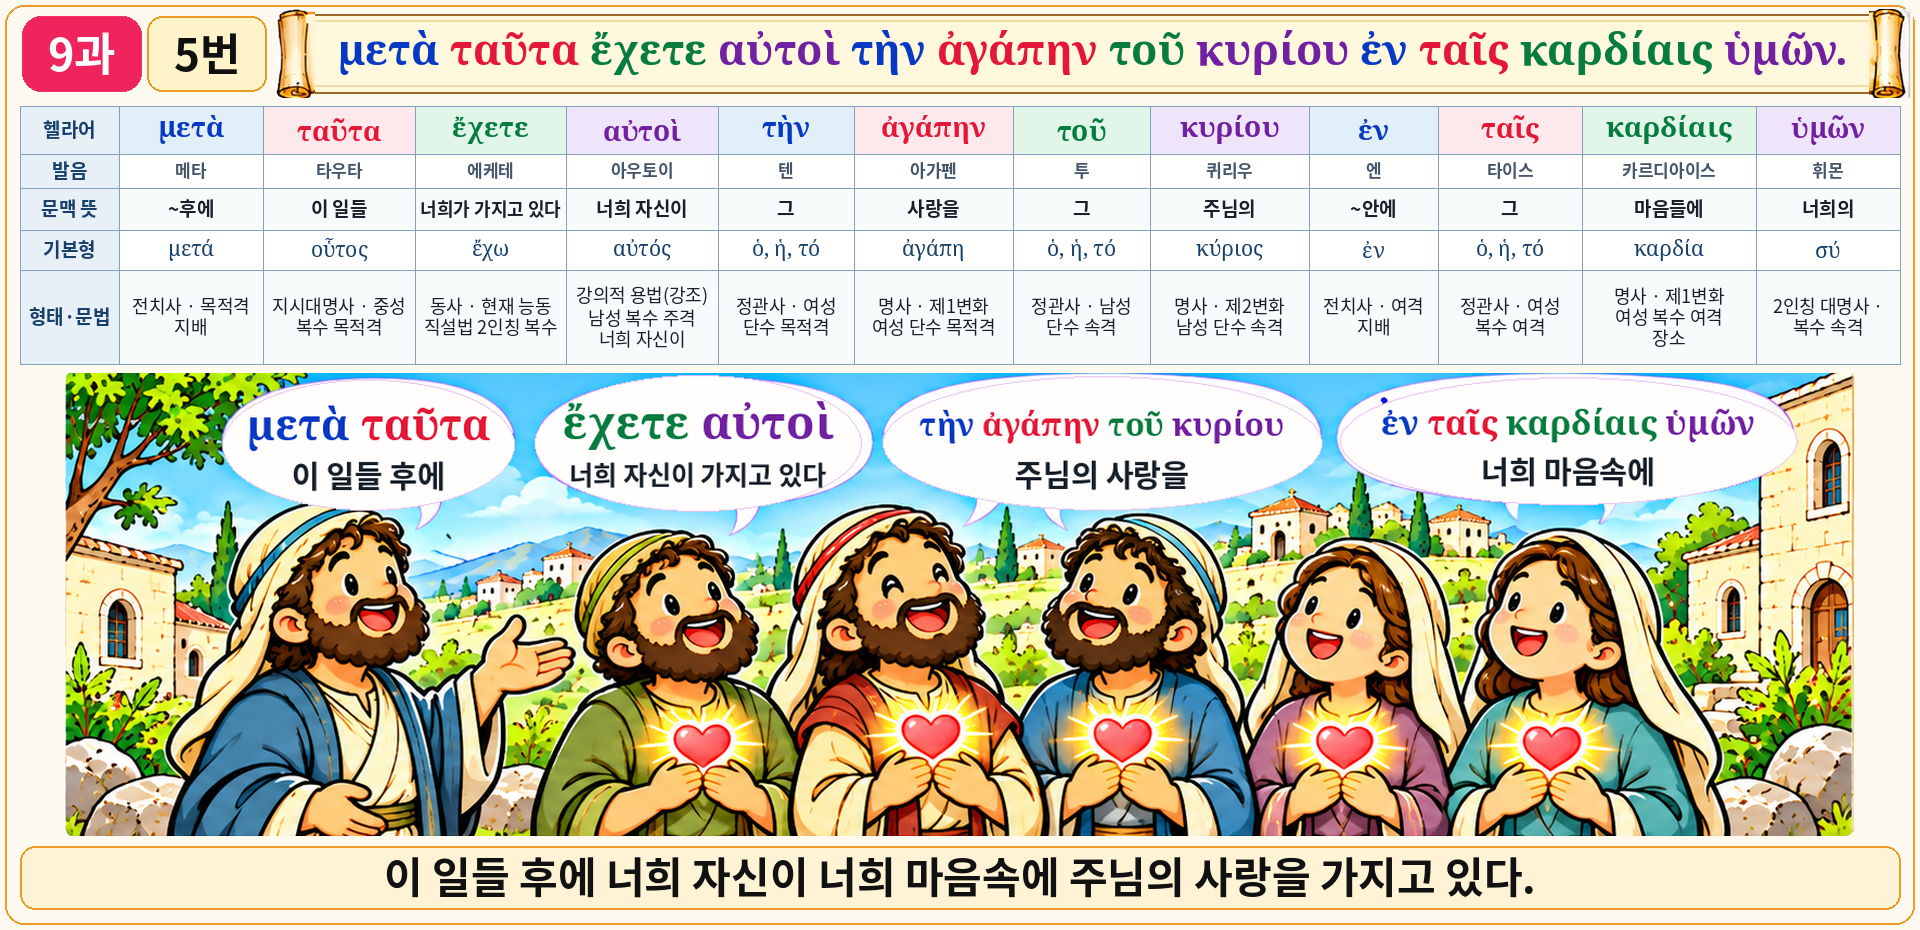 9과 5번 μετὰ ταῦτα ἔχετε αὐτοὶ τὴν ἀγάπην τοῦ κυρίου ἐν ταῖς καρδίαις ὑμῶν.
헬라어 μετὰ ταῦτα ἔχετε αὐτοὶ τὴν ἀγάπην τοῦ κυρίου ἐν ταῖς καρδίαις ὑμῶν
발음 메타 타우타 에케테 아우토이 텐 아가펜 투 퀴리우 엔 타이스 카르디아이스 휘몬
문맥 뜻 ~후에 이 일들 너희가 가지고 있다 너희 자신이 그 사랑을 그 주님의 ~안에 그 마음들에 너희의
기본형 μετά οὗτος ἔχω αὐτός ὁ, ἡ, τό ἀγάπη ὁ, ἡ, τό κύριος ἐν ὁ, ἡ, τό καρδία σύ
형태·문법
전치사 · 목적격
지배
지시대명사 · 중성
복수 목적격
동사 · 현재 능동
직설법 2인칭 복수
강의적 용법(강조)
남성 복수 주격
너희 자신이
정관사 · 여성
단수 목적격
명사 · 제1변화
여성 단수 목적격
정관사 · 남성
단수 속격
명사 · 제2변화
남성 단수 속격
전치사 · 여격
지배
정관사 · 여성
복수 여격
명사 · 제1변화
여성 복수 여격
장소
2인칭 대명사 ·
복수 속격
μετὰ ταῦτα
이 일들 후에
ἔχετε αὐτοὶ
너희 자신이 가지고 있다
τὴν ἀγάπην τοῦ κυρίου
주님의 사랑을
ἐν ταῖς καρδίαις ὑμῶν
너희 마음속에
이 일들 후에 너희 자신이 너희 마음속에 주님의 사랑을 가지고 있다.